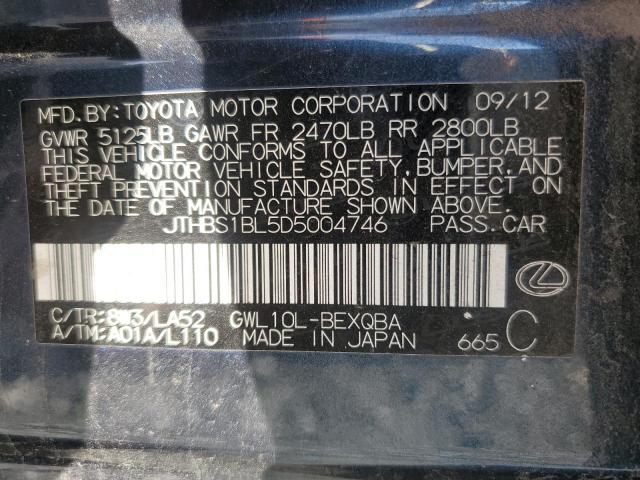 MFD.BY:TOYOTA MOTOR CORPORATION 09/12
GVWR 5125LB GAWR FR 2470LB RR 2800LB
THIS VEHICLE CONFORMS TO ALL APPLICABLE
FEDERAL MOTOR VEHICLE SAFETY,BUMPER,AND
THEFT PREVENTION STANDARDS IN EFFECT ON
THE DATE OF MANUFACTURE SHOWN ABOVE.
JTHBS1BL5D5004746 PASS.CAR
C/TR:8W3/LA52 GWL10L-BEXQBA
A/TM:A01A/L110 MADE IN JAPAN 665 C